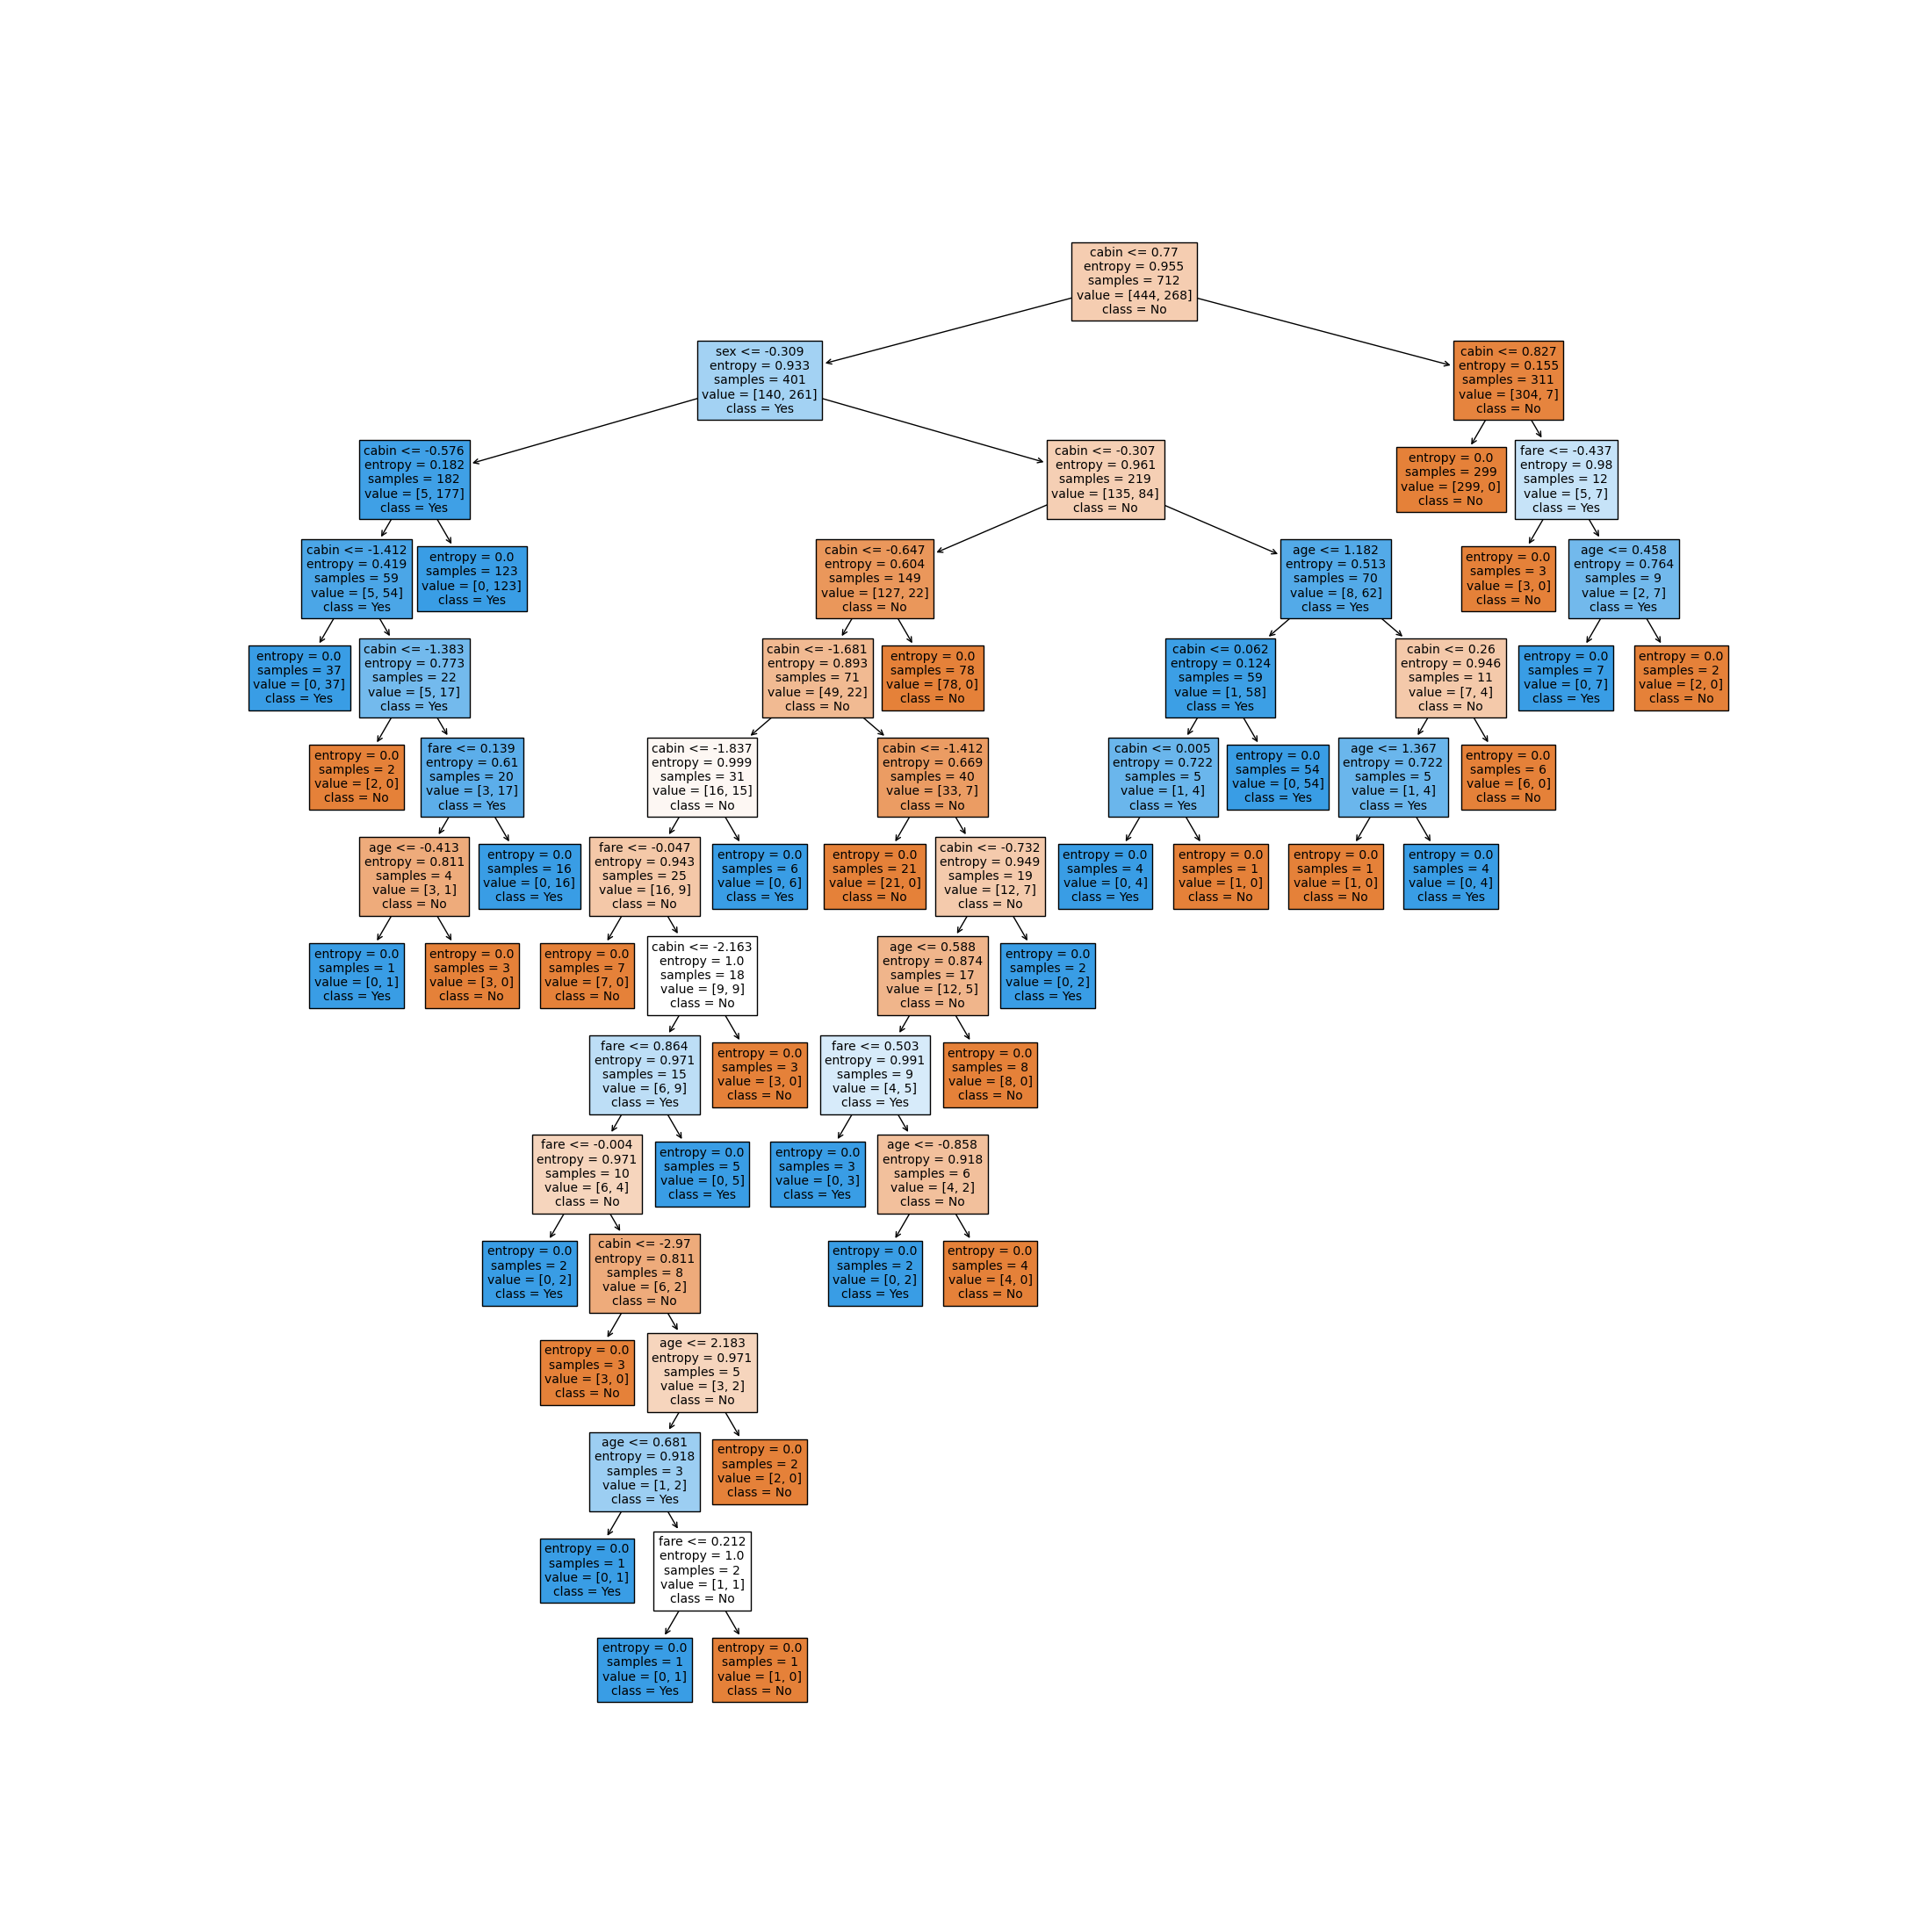 cabin <= 0.77
entropy = 0.955
samples = 712
value = [444, 268]
class = No
sex <= -0.309
entropy = 0.933
samples = 401
value = [140, 261]
class = Yes
cabin <= 0.827
entropy = 0.155
samples = 311
value = [304, 7]
class = No
cabin <= -0.576
entropy = 0.182
samples = 182
value = [5, 177]
class = Yes
cabin <= -0.307
entropy = 0.961
samples = 219
value = [135, 84]
class = No
entropy = 0.0
samples = 299
value = [299, 0]
class = No
fare <= -0.437
entropy = 0.98
samples = 12
value = [5, 7]
class = Yes
cabin <= -1.412
entropy = 0.419
samples = 59
value = [5, 54]
class = Yes
entropy = 0.0
samples = 123
value = [0, 123]
class = Yes
cabin <= -0.647
entropy = 0.604
samples = 149
value = [127, 22]
class = No
age <= 1.182
entropy = 0.513
samples = 70
value = [8, 62]
class = Yes
entropy = 0.0
samples = 3
value = [3, 0]
class = No
age <= 0.458
entropy = 0.764
samples = 9
value = [2, 7]
class = Yes
entropy = 0.0
samples = 37
value = [0, 37]
class = Yes
cabin <= -1.383
entropy = 0.773
samples = 22
value = [5, 17]
class = Yes
cabin <= -1.681
entropy = 0.893
samples = 71
value = [49, 22]
class = No
entropy = 0.0
samples = 78
value = [78, 0]
class = No
cabin <= 0.062
entropy = 0.124
samples = 59
value = [1, 58]
class = Yes
cabin <= 0.26
entropy = 0.946
samples = 11
value = [7, 4]
class = No
entropy = 0.0
samples = 7
value = [0, 7]
class = Yes
entropy = 0.0
samples = 2
value = [2, 0]
class = No
entropy = 0.0
samples = 2
value = [2, 0]
class = No
fare <= 0.139
entropy = 0.61
samples = 20
value = [3, 17]
class = Yes
cabin <= -1.837
entropy = 0.999
samples = 31
value = [16, 15]
class = No
cabin <= -1.412
entropy = 0.669
samples = 40
value = [33, 7]
class = No
cabin <= 0.005
entropy = 0.722
samples = 5
value = [1, 4]
class = Yes
entropy = 0.0
samples = 54
value = [0, 54]
class = Yes
age <= 1.367
entropy = 0.722
samples = 5
value = [1, 4]
class = Yes
entropy = 0.0
samples = 6
value = [6, 0]
class = No
age <= -0.413
entropy = 0.811
samples = 4
value = [3, 1]
class = No
entropy = 0.0
samples = 16
value = [0, 16]
class = Yes
fare <= -0.047
entropy = 0.943
samples = 25
value = [16, 9]
class = No
entropy = 0.0
samples = 6
value = [0, 6]
class = Yes
entropy = 0.0
samples = 21
value = [21, 0]
class = No
cabin <= -0.732
entropy = 0.949
samples = 19
value = [12, 7]
class = No
entropy = 0.0
samples = 4
value = [0, 4]
class = Yes
entropy = 0.0
samples = 1
value = [1, 0]
class = No
entropy = 0.0
samples = 1
value = [1, 0]
class = No
entropy = 0.0
samples = 4
value = [0, 4]
class = Yes
entropy = 0.0
samples = 1
value = [0, 1]
class = Yes
entropy = 0.0
samples = 3
value = [3, 0]
class = No
entropy = 0.0
samples = 7
value = [7, 0]
class = No
cabin <= -2.163
entropy = 1.0
samples = 18
value = [9, 9]
class = No
age <= 0.588
entropy = 0.874
samples = 17
value = [12, 5]
class = No
entropy = 0.0
samples = 2
value = [0, 2]
class = Yes
fare <= 0.864
entropy = 0.971
samples = 15
value = [6, 9]
class = Yes
entropy = 0.0
samples = 3
value = [3, 0]
class = No
fare <= 0.503
entropy = 0.991
samples = 9
value = [4, 5]
class = Yes
entropy = 0.0
samples = 8
value = [8, 0]
class = No
fare <= -0.004
entropy = 0.971
samples = 10
value = [6, 4]
class = No
entropy = 0.0
samples = 5
value = [0, 5]
class = Yes
entropy = 0.0
samples = 3
value = [0, 3]
class = Yes
age <= -0.858
entropy = 0.918
samples = 6
value = [4, 2]
class = No
entropy = 0.0
samples = 2
value = [0, 2]
class = Yes
cabin <= -2.97
entropy = 0.811
samples = 8
value = [6, 2]
class = No
entropy = 0.0
samples = 2
value = [0, 2]
class = Yes
entropy = 0.0
samples = 4
value = [4, 0]
class = No
entropy = 0.0
samples = 3
value = [3, 0]
class = No
age <= 2.183
entropy = 0.971
samples = 5
value = [3, 2]
class = No
age <= 0.681
entropy = 0.918
samples = 3
value = [1, 2]
class = Yes
entropy = 0.0
samples = 2
value = [2, 0]
class = No
entropy = 0.0
samples = 1
value = [0, 1]
class = Yes
fare <= 0.212
entropy = 1.0
samples = 2
value = [1, 1]
class = No
entropy = 0.0
samples = 1
value = [0, 1]
class = Yes
entropy = 0.0
samples = 1
value = [1, 0]
class = No